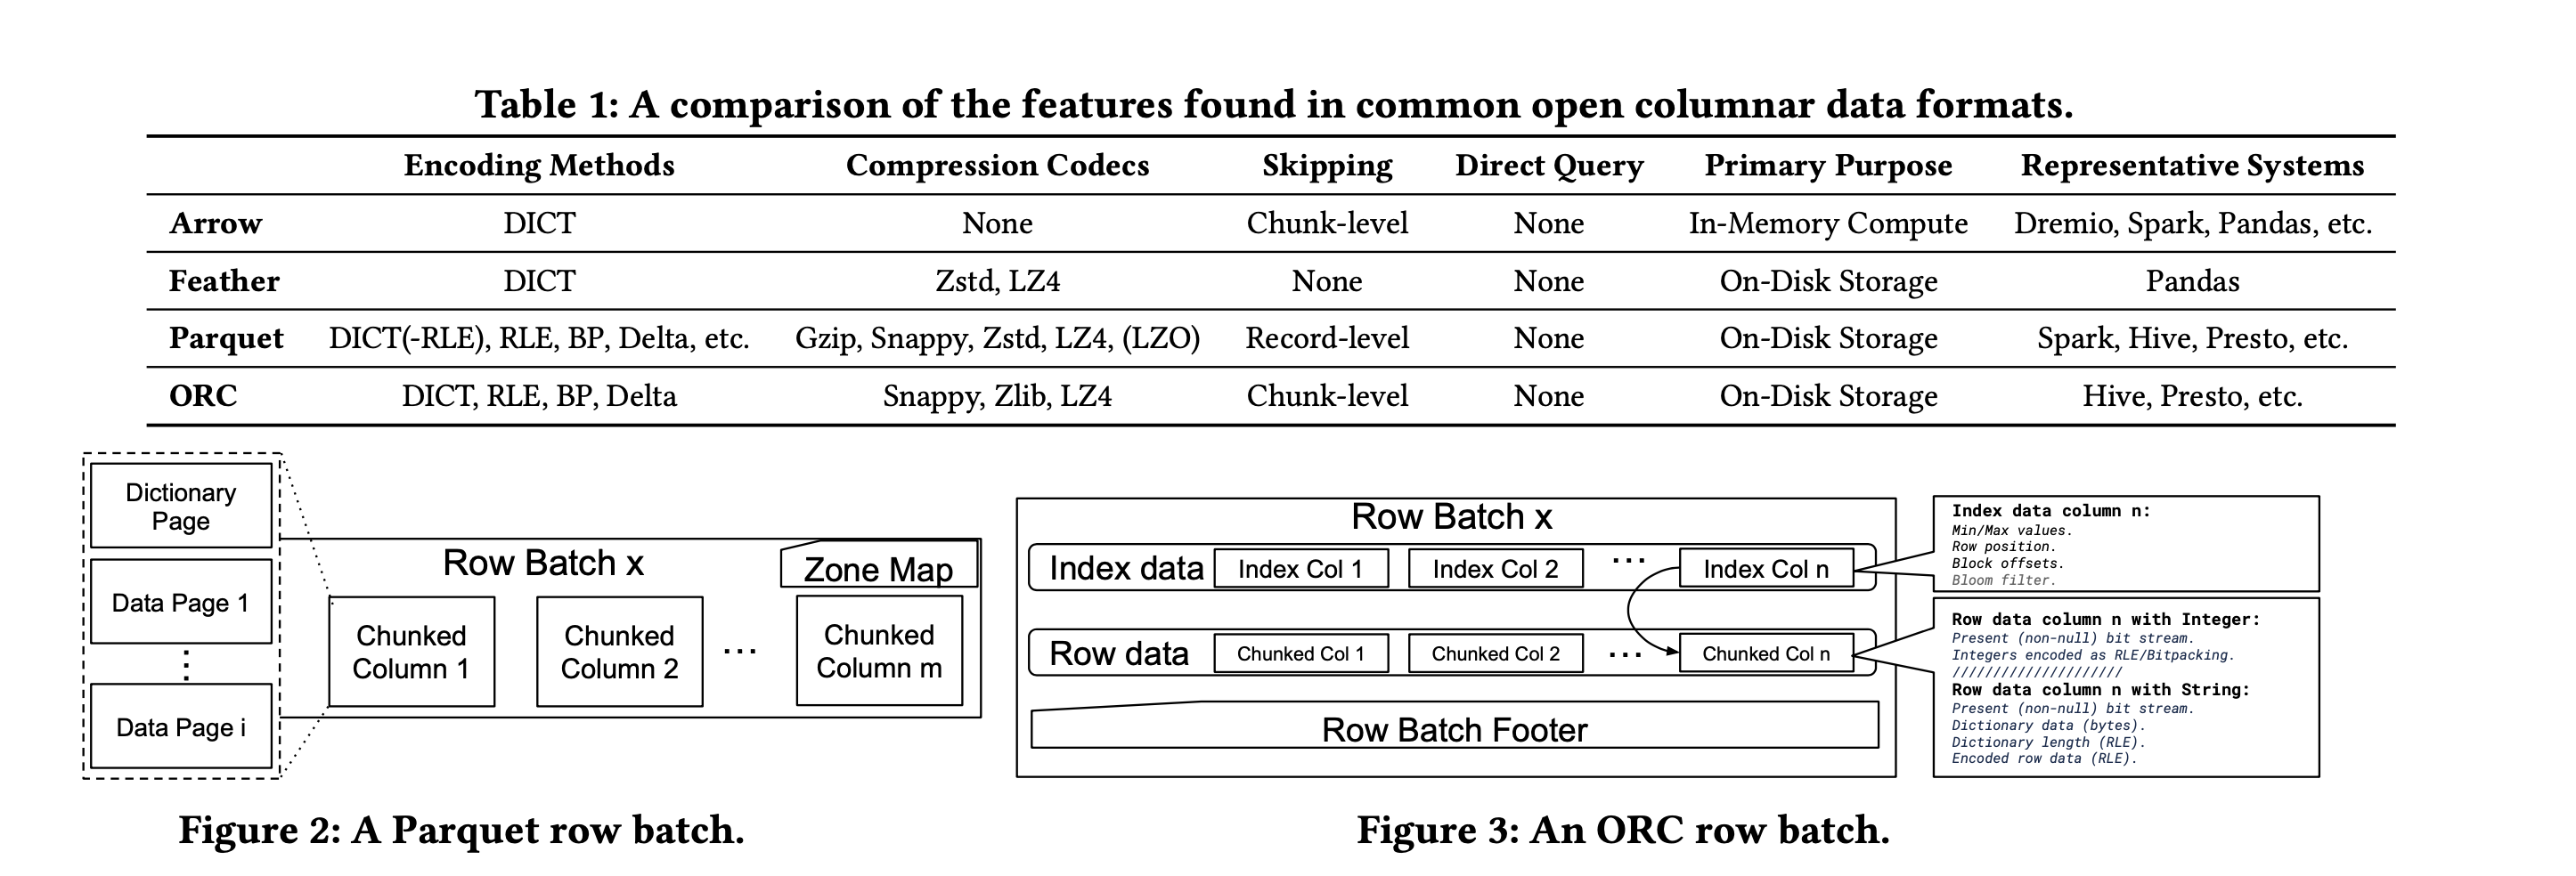 Table 1: A comparison of the features found in common open columnar data formats.
Encoding Methods Compression Codecs Skipping Direct Query Primary Purpose Representative Systems
Arrow DICT None Chunk-level None In-Memory Compute Dremio, Spark, Pandas, etc.
Feather DICT Zstd, LZ4 None None On-Disk Storage Pandas
Parquet DICT(-RLE), RLE, BP, Delta, etc. Gzip, Snappy, Zstd, LZ4, (LZO) Record-level None On-Disk Storage Spark, Hive, Presto, etc.
ORC DICT, RLE, BP, Delta Snappy, Zlib, LZ4 Chunk-level None On-Disk Storage Hive, Presto, etc.
Dictionary
Page
Data Page 1
⋮
Data Page i
Row Batch x
Zone Map
Chunked
Column 1
Chunked
Column 2
...
Chunked
Column m
Figure 2: A Parquet row batch.
Row Batch x
Index data Index Col 1 Index Col 2 ... Index Col n
Row data Chunked Col 1 Chunked Col 2 ... Chunked Col n
Row Batch Footer
Index data column n:
Min/Max values.
Row position.
Block offsets.
Bloom filter.
Row data column n with Integer:
Present (non-null) bit stream.
Integers encoded as RLE/Bitpacking.
/////////////////////
Row data column n with String:
Present (non-null) bit stream.
Dictionary data (bytes).
Dictionary length (RLE).
Encoded row data (RLE).
Figure 3: An ORC row batch.